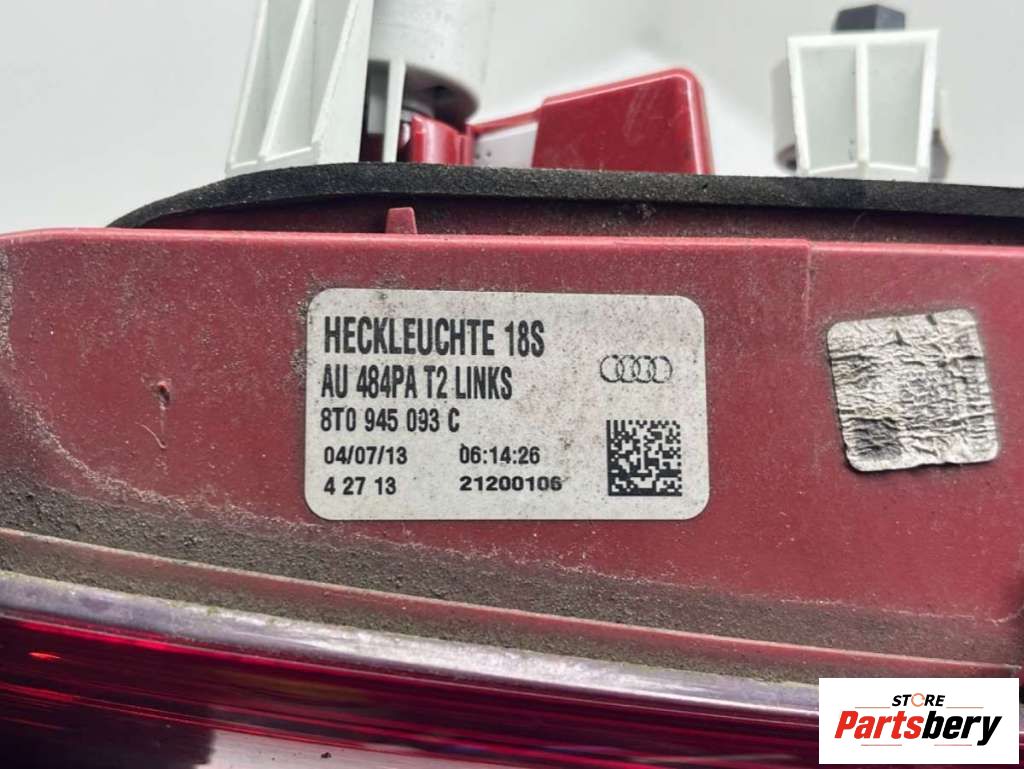 HECKLEUCHTE 18S
AU 484PA T2 LINKS
8T0 945 093 C
04/07/13 06:14:26
4 27 13 21200106
STORE
Partsbery